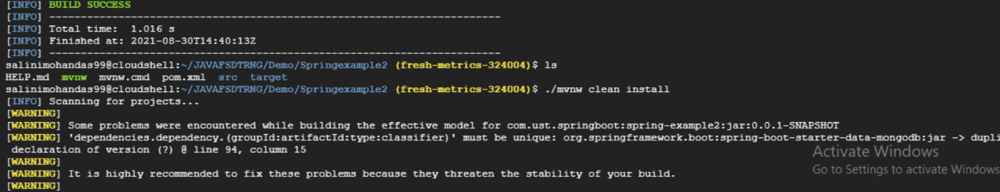 [INFO] BUILD SUCCESS
[INFO] ------------------------------------------------------------------------
[INFO] Total time:  1.016 s
[INFO] Finished at: 2021-08-30T14:40:13Z
[INFO] ------------------------------------------------------------------------
salinimohandas99@cloudshell:~/JAVAFSDTRNG/Demo/Springexample2 (fresh-metrics-324004)$ ls
HELP.md  mvnw  mvnw.cmd  pom.xml  src  target
salinimohandas99@cloudshell:~/JAVAFSDTRNG/Demo/Springexample2 (fresh-metrics-324004)$ ./mvnw clean install
[INFO] Scanning for projects...
[WARNING]
[WARNING] Some problems were encountered while building the effective model for com.ust.springboot:spring-example2:jar:0.0.1-SNAPSHOT
[WARNING] 'dependencies.dependency.(groupId:artifactId:type:classifier)' must be unique: org.springframework.boot:spring-boot-starter-data-mongodb:jar -> dupli
declaration of version (?) @ line 94, column 15
[WARNING]
[WARNING] It is highly recommended to fix these problems because they threaten the stability of your build.
[WARNING]
Activate Windows
Go to Settings to activate Windows